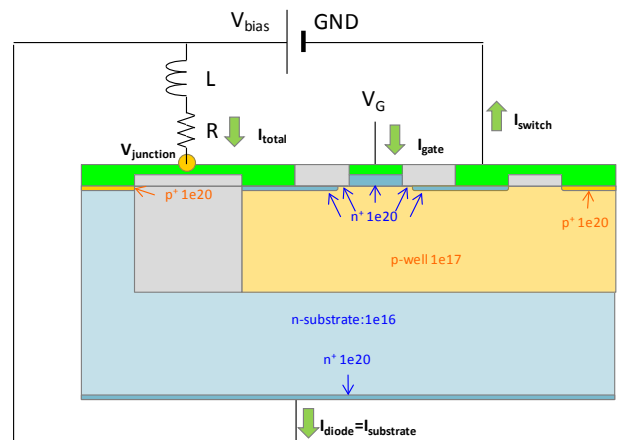 V_bias GND
L
V_G
R I_total
I_gate
I_switch
V_junction
p+ 1e20
n+ 1e20
p+ 1e20
p-well 1e17
n-substrate:1e16
n+ 1e20
I_diode=I_substrate